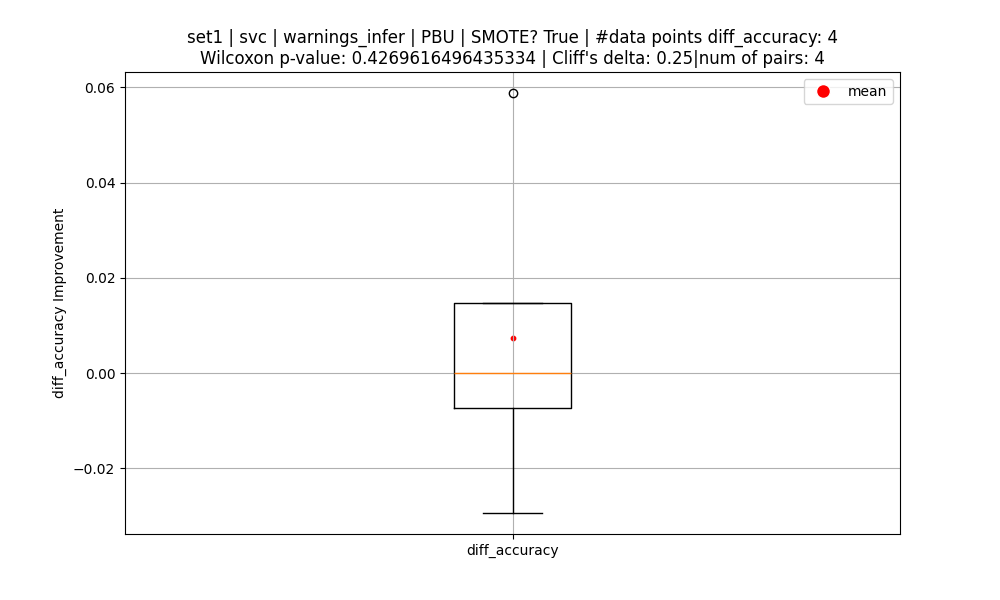 set1 | svc | warnings_infer | PBU | SMOTE? True | #data points diff_accuracy: 4
Wilcoxon p-value: 0.4269616496435334 | Cliff's delta: 0.25|num of pairs: 4
mean
0.06
0.04
0.02
0.00
−0.02
diff_accuracy Improvement
diff_accuracy